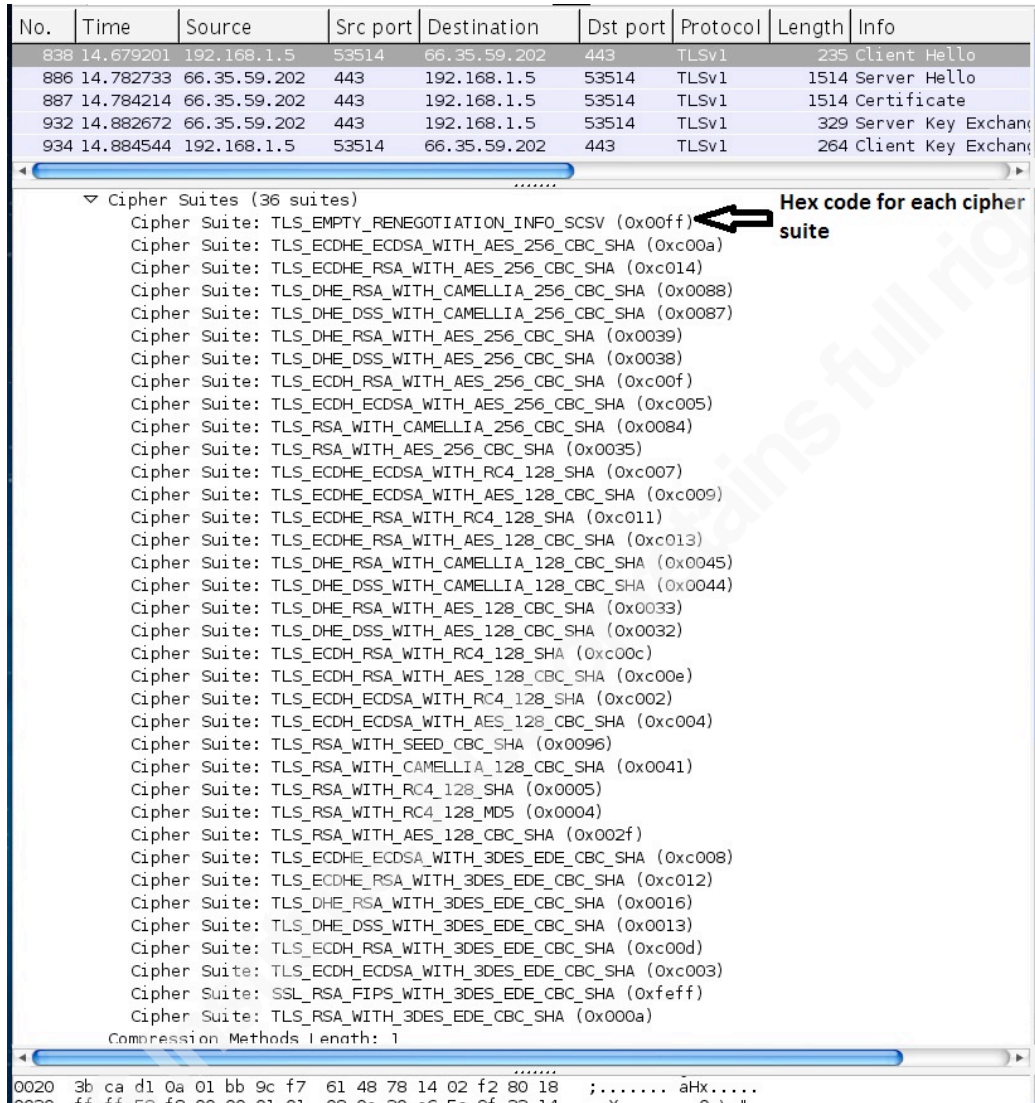 No. Time Source Src port Destination Dst port Protocol Length Info
838 14.679201 192.168.1.5 53514 66.35.59.202 443 TLSv1 235 Client Hello
886 14.782733 66.35.59.202 443 192.168.1.5 53514 TLSv1 1514 Server Hello
887 14.784214 66.35.59.202 443 192.168.1.5 53514 TLSv1 1514 Certificate
932 14.882672 66.35.59.202 443 192.168.1.5 53514 TLSv1 329 Server Key Exchang
934 14.884544 192.168.1.5 53514 66.35.59.202 443 TLSv1 264 Client Key Exchang
Cipher Suites (36 suites)
Hex code for each cipher
suite
Cipher Suite: TLS_EMPTY_RENEGOTIATION_INFO_SCSV (0x00ff)
Cipher Suite: TLS_ECDHE_ECDSA_WITH_AES_256_CBC_SHA (0xc00a)
Cipher Suite: TLS_ECDHE_RSA_WITH_AES_256_CBC_SHA (0xc014)
Cipher Suite: TLS_DHE_RSA_WITH_CAMELLIA_256_CBC_SHA (0x0088)
Cipher Suite: TLS_DHE_DSS_WITH_CAMELLIA_256_CBC_SHA (0x0087)
Cipher Suite: TLS_DHE_RSA_WITH_AES_256_CBC_SHA (0x0039)
Cipher Suite: TLS_DHE_DSS_WITH_AES_256_CBC_SHA (0x0038)
Cipher Suite: TLS_ECDH_RSA_WITH_AES_256_CBC_SHA (0xc00f)
Cipher Suite: TLS_ECDH_ECDSA_WITH_AES_256_CBC_SHA (0xc005)
Cipher Suite: TLS_RSA_WITH_CAMELLIA_256_CBC_SHA (0x0084)
Cipher Suite: TLS_RSA_WITH_AES_256_CBC_SHA (0x0035)
Cipher Suite: TLS_ECDHE_ECDSA_WITH_RC4_128_SHA (0xc007)
Cipher Suite: TLS_ECDHE_ECDSA_WITH_AES_128_CBC_SHA (0xc009)
Cipher Suite: TLS_ECDHE_RSA_WITH_RC4_128_SHA (0xc011)
Cipher Suite: TLS_ECDHE_RSA_WITH_AES_128_CBC_SHA (0xc013)
Cipher Suite: TLS_DHE_RSA_WITH_CAMELLIA_128_CBC_SHA (0x0045)
Cipher Suite: TLS_DHE_DSS_WITH_CAMELLIA_128_CBC_SHA (0x0044)
Cipher Suite: TLS_DHE_RSA_WITH_AES_128_CBC_SHA (0x0033)
Cipher Suite: TLS_DHE_DSS_WITH_AES_128_CBC_SHA (0x0032)
Cipher Suite: TLS_ECDH_RSA_WITH_RC4_128_SHA (0xc00c)
Cipher Suite: TLS_ECDH_RSA_WITH_AES_128_CBC_SHA (0xc00e)
Cipher Suite: TLS_ECDH_ECDSA_WITH_RC4_128_SHA (0xc002)
Cipher Suite: TLS_ECDH_ECDSA_WITH_AES_128_CBC_SHA (0xc004)
Cipher Suite: TLS_RSA_WITH_SEED_CBC_SHA (0x0096)
Cipher Suite: TLS_RSA_WITH_CAMELLIA_128_CBC_SHA (0x0041)
Cipher Suite: TLS_RSA_WITH_RC4_128_SHA (0x0005)
Cipher Suite: TLS_RSA_WITH_RC4_128_MD5 (0x0004)
Cipher Suite: TLS_RSA_WITH_AES_128_CBC_SHA (0x002f)
Cipher Suite: TLS_ECDHE_ECDSA_WITH_3DES_EDE_CBC_SHA (0xc008)
Cipher Suite: TLS_ECDHE_RSA_WITH_3DES_EDE_CBC_SHA (0xc012)
Cipher Suite: TLS_DHE_RSA_WITH_3DES_EDE_CBC_SHA (0x0016)
Cipher Suite: TLS_DHE_DSS_WITH_3DES_EDE_CBC_SHA (0x0013)
Cipher Suite: TLS_ECDH_RSA_WITH_3DES_EDE_CBC_SHA (0xc00d)
Cipher Suite: TLS_ECDH_ECDSA_WITH_3DES_EDE_CBC_SHA (0xc003)
Cipher Suite: SSL_RSA_FIPS_WITH_3DES_EDE_CBC_SHA (0xfeff)
Cipher Suite: TLS_RSA_WITH_3DES_EDE_CBC_SHA (0x000a)
Compression Methods Length: 1
0020 3b ca d1 0a 01 bb 9c f7 61 48 78 14 02 f2 80 18 ;....... aHx.....